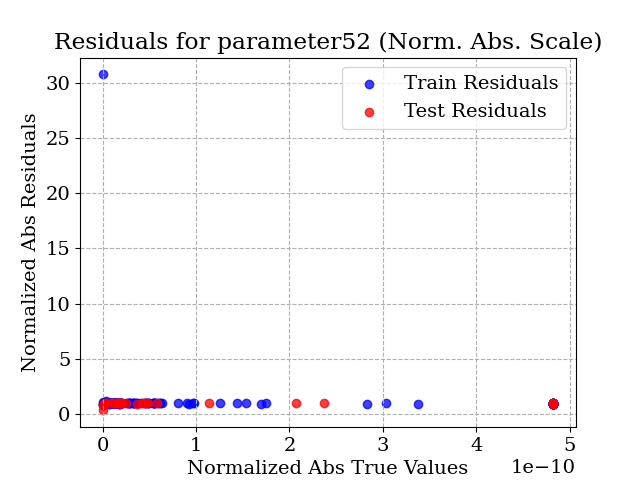 Residuals for parameter52 (Norm. Abs. Scale)
Train Residuals
Test Residuals
Normalized Abs Residuals
30
25
20
15
10
5
0
0 1 2 3 4 5
1e−10
Normalized Abs True Values